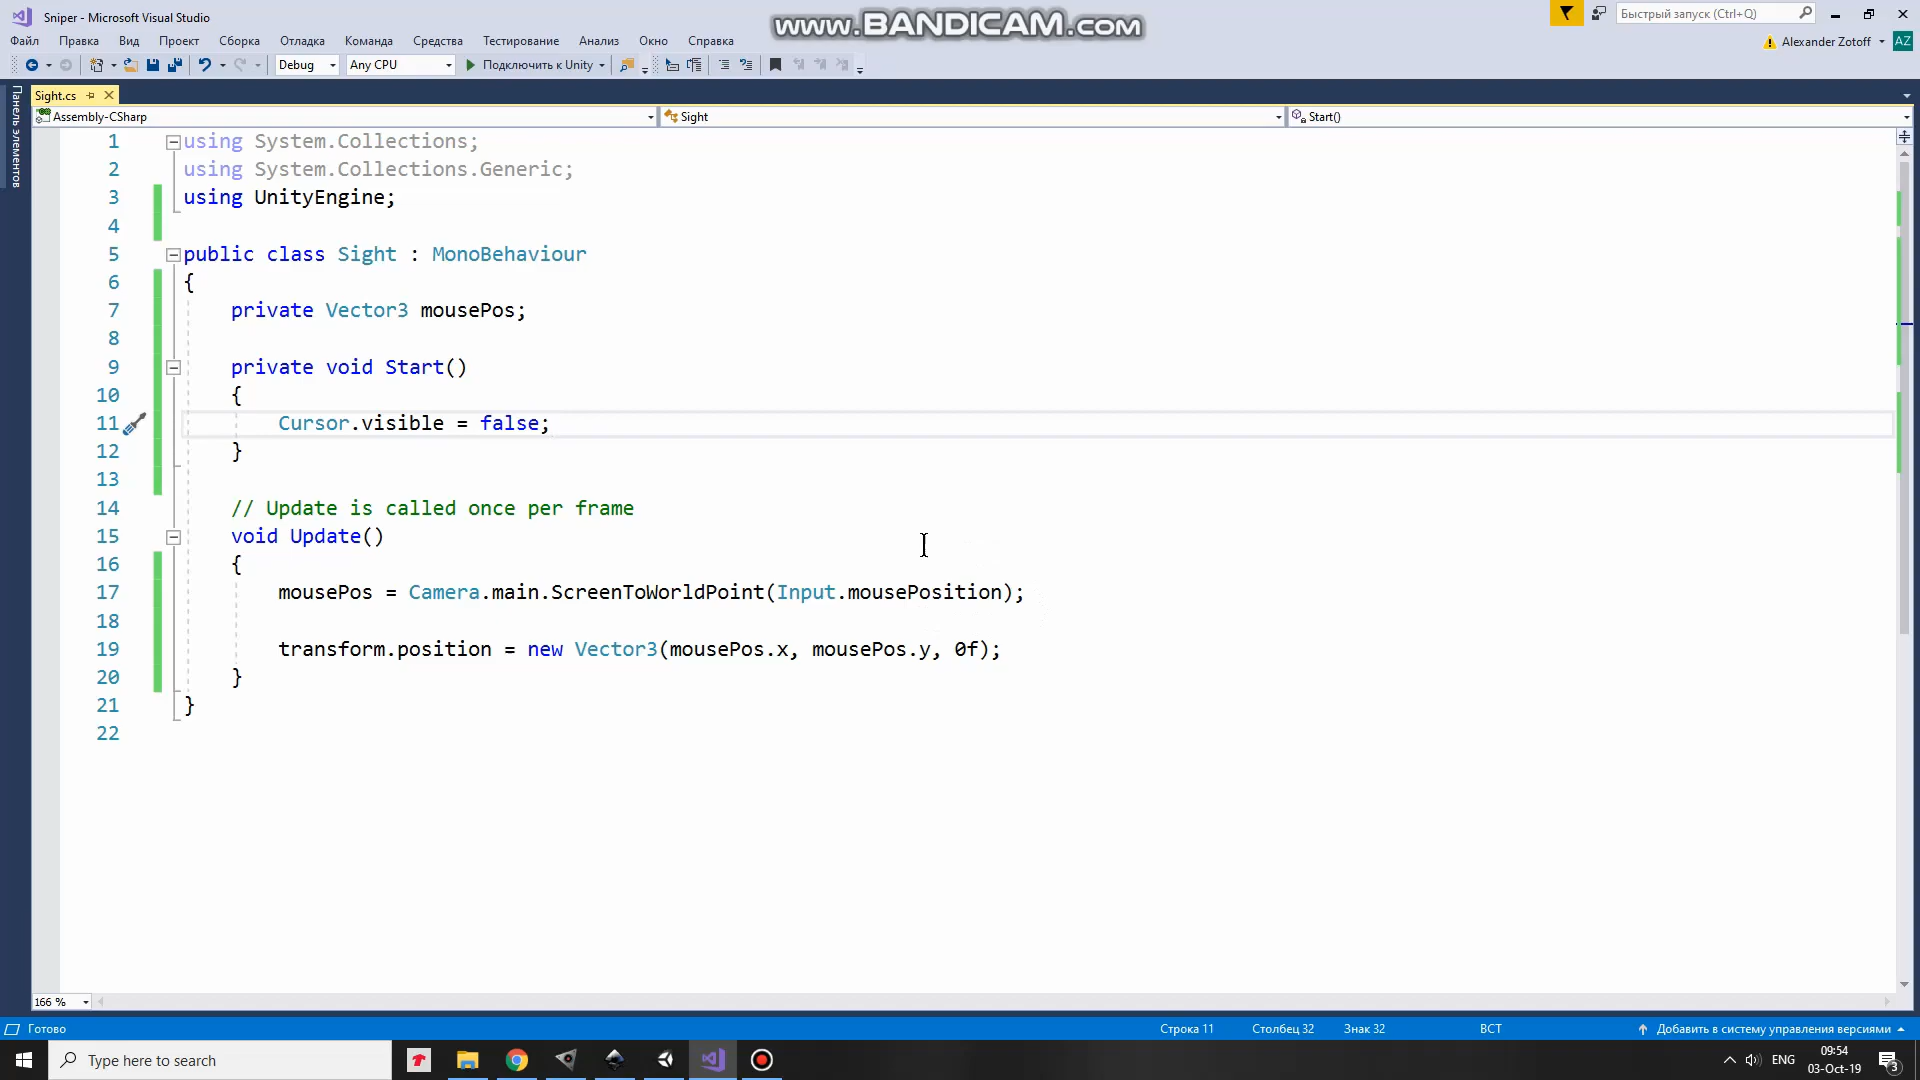 Sniper - Microsoft Visual Studio
www.BANDICAM.com
Быстрый запуск (Ctrl+Q)
Файл Правка Вид Проект Сборка Отладка Команда Средства Тестирование Анализ Окно Справка
Alexander Zotoff AZ
Debug Any CPU Подключить к Unity
Панель элементов
Sight.cs
Assembly-CSharp Sight Start()
1 using System.Collections;
2 using System.Collections.Generic;
3 using UnityEngine;
4
5 public class Sight : MonoBehaviour
6 {
7 private Vector3 mousePos;
8
9 private void Start()
10 {
11 Cursor.visible = false;
12 }
13
14 // Update is called once per frame
15 void Update()
16 {
17 mousePos = Camera.main.ScreenToWorldPoint(Input.mousePosition);
18
19 transform.position = new Vector3(mousePos.x, mousePos.y, 0f);
20 }
21 }
22
166 %
Готово Строка 11 Столбец 32 Знак 32 ВСТ Добавить в систему управления версиями
Type here to search
ENG
09:54
03-Oct-19
3